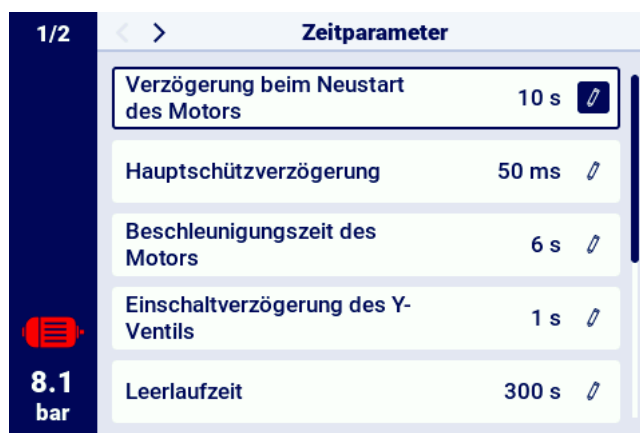 1/2
Zeitparameter
Verzögerung beim Neustart
des Motors
10 s
Hauptschützverzögerung
50 ms
Beschleunigungszeit des
Motors
6 s
Einschaltverzögerung des Y-
Ventils
1 s
Leerlaufzeit
300 s
8.1
bar